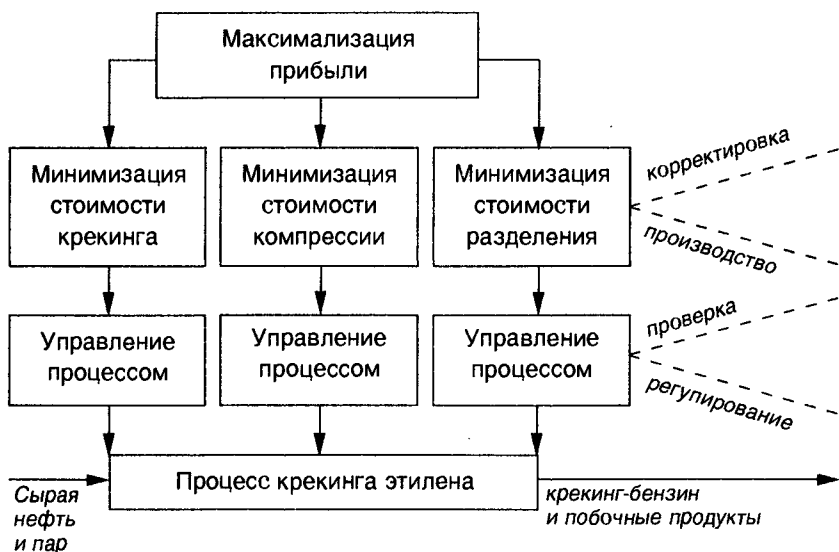 Максимализация
прибыли
Минимизация
стоимости
крекинга
Минимизация
стоимости
компрессии
Минимизация
стоимости
разделения
корректировка
производство
Управление
процессом
Управление
процессом
Управление
процессом
проверка
регулирование
Процесс крекинга этилена
Сырая
нефть
и пар
крекинг-бензин
и побочные продукты